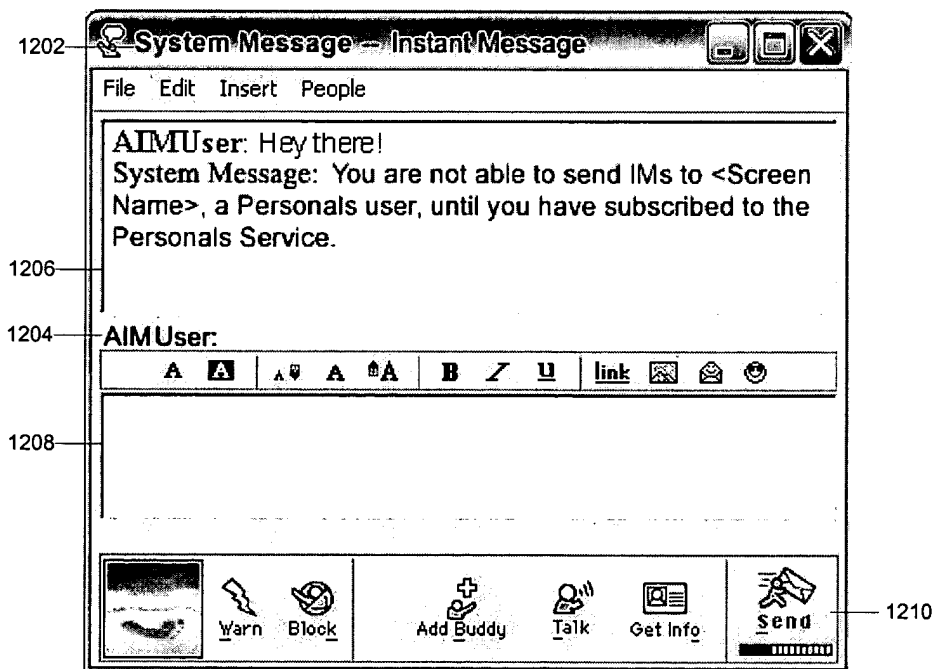 1202
System Message -- Instant Message
File Edit Insert People
AIMUser: Hey there!
System Message: You are not able to send IMs to <Screen
Name>, a Personals user, until you have subscribed to the
Personals Service.
1206
1204
AIMUser:
A A A A A B I U link
1208
Warn Block Add Buddy Talk Get Info Send
1210